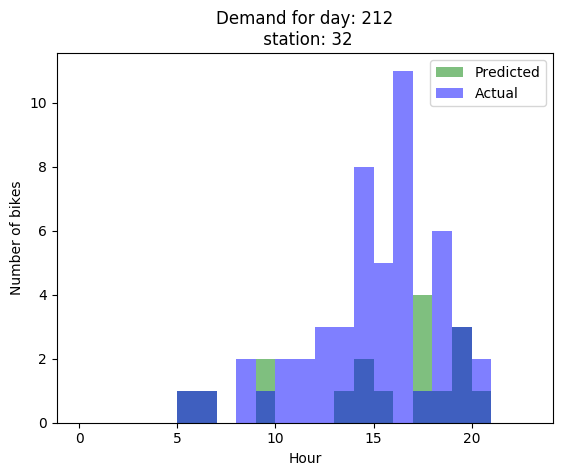 Demand for day: 212
station: 32
Predicted
Actual
Number of bikes
10
8
6
4
2
0
0 5 10 15 20
Hour